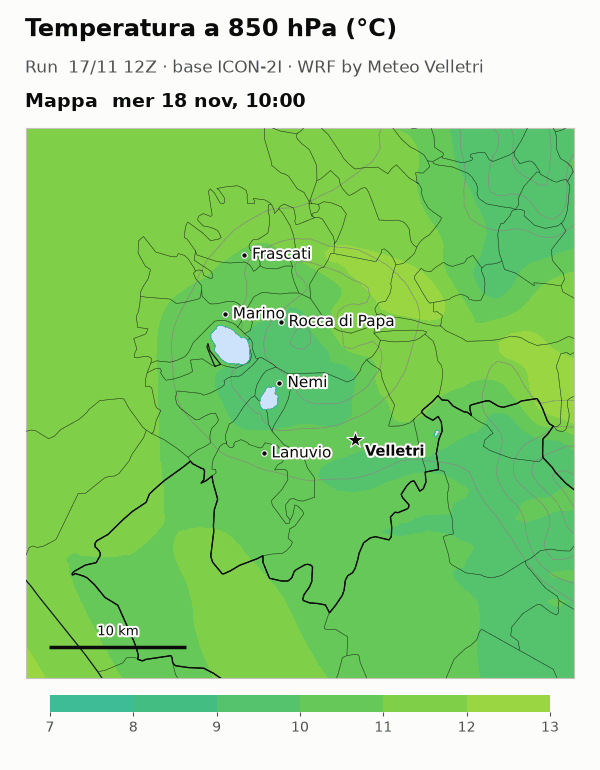 Temperatura a 850 hPa (°C)
Run  17/11 12Z · base ICON-2I · WRF by Meteo Velletri
Mappa  mer 18 nov, 10:00
Frascati
Marino
Rocca di Papa
Nemi
Velletri
Lanuvio
10 km
7 8 9 10 11 12 13